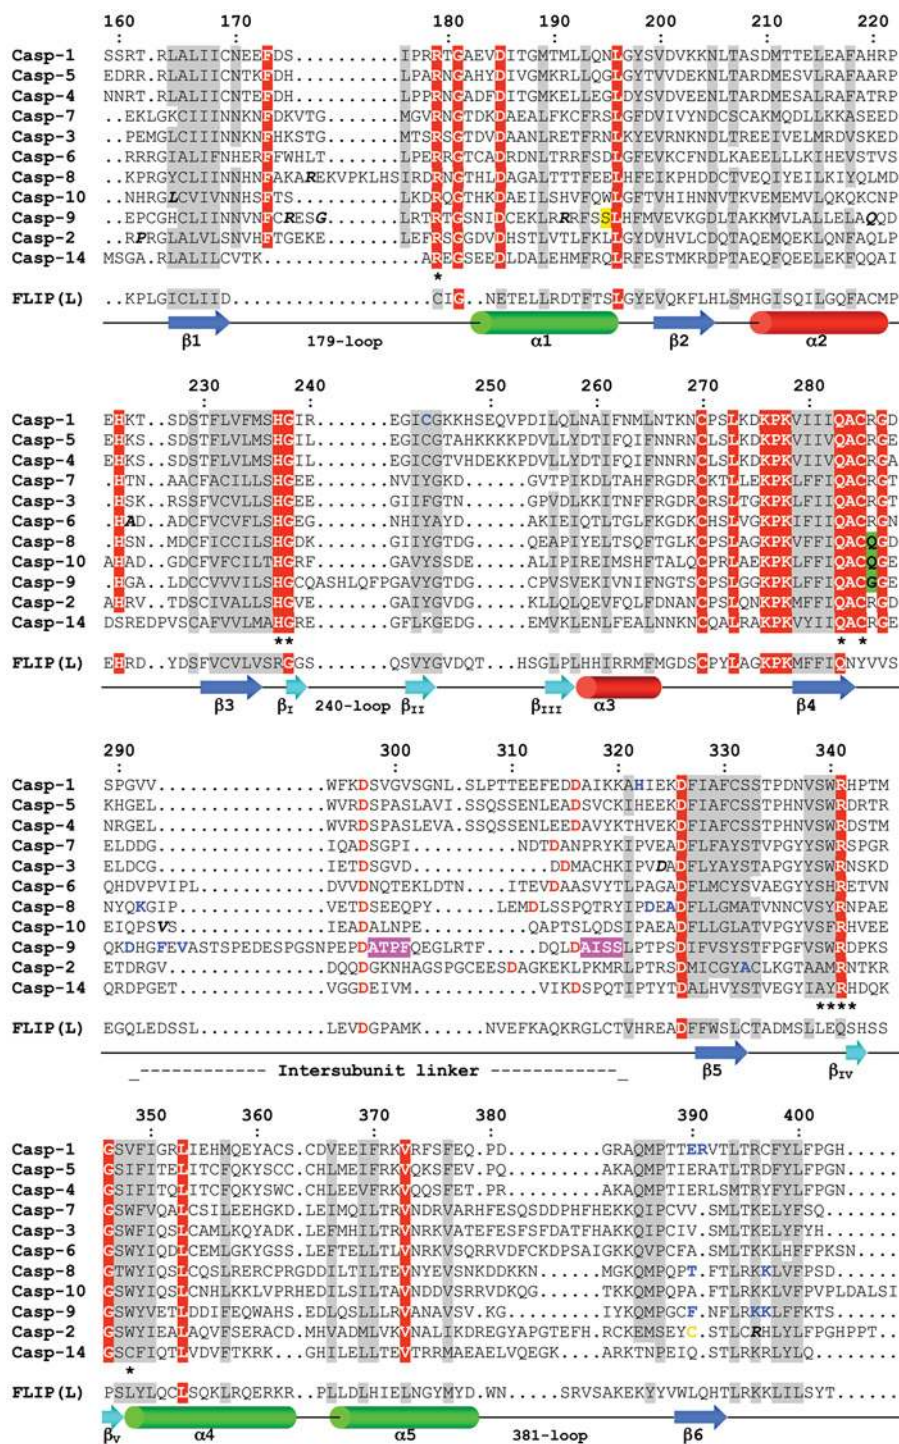 160 170 180 190 200 210 220
Casp-1 SSRT.RLALIICNEEFDS...........IPRRTGAEVDITGMTMLLQNLGYSVDVKKNLTASDMTTELEAFAHRP
Casp-5 EDRR.RLALIICNTKFDH...........LPARNGAHYDIVGMKRLLQGLGYTVVDEKNLTARDMESVLRAFAARP
Casp-4 NNRT.RLALIICNTEFDH...........LPPRNGADFDITGMKELLEGLDYSVDVEENLTARDMESALRAFATRP
Casp-7 .EKLGKCIIINNKNFDKVTG.........MGVRNGTDKDAEALFKCFRSLGFDVIVYNDCSCAKMQDLLKKASEED
Casp-3 .PEMGLCIIINNKNFHKSTG.........MTSRSGTDVDAANLRETFRNLKYEVRNKNDLTREEIVELMRDVSKED
Casp-6 .RRRGIALIFNHERFFWHLT.........LPERRGTCADRDNLTRRFSDLGFEVKCFNDLKAEELLLKIHEVSTVS
Casp-8 .KPRGYCLIINNHNFAKAREKVPKLHSIRDRNGTHLDAGALTTTFEELHFEIKPHDDCTVEQIYEILKIYQLMD
Casp-10 .NHRGLCVIVNNHSFTS...........LKDRQGTHKDAEILSHVFQWLGFTVHIHNNVTKVEMEMVLQKQKCNP
Casp-9 .EPCGHCLIINNVNFCRESG.........LRTRTGSNIDCEKLRRRFSSLHFMVEVKGDLTAKKMVLALLELAQQD
Casp-2 .PRPRGLALVLSNVHFTGEKE.........LEFRSGGDVDHSTLVTLFKLLGYDVHVLCDQTAQEMQEKLQNFAQLP
Casp-14 MSGA.RLALILCVTK.............AREGSEEDLDALEHMFRQLRFESTMKRDPTAEQFQEELEKFQQAI
*
FLIP(L) ..KPLGICLIID................CIG..NETELLRDTFTSLGYEVQKFLHLSMHGISQILGQFACMP
β1 179-loop α1 β2 α2
230 240 250 260 270 280
Casp-1 EHKT..SDSTFLVFMSHGIR........EGICGKKHSEQVPDILQLNAIFNMLNTKNCPSLKDKPKVIIIQACRGD
Casp-5 EHKS..SDSTFLVLMSHGIL........EGICGTAHKKKKPDVLLYDTIFQIFNNRNCLSLKDKPKVIIVQACRGE
Casp-4 EHKS..SDSTFLVLMSHGIL........EGICGTVHDEKKPDVLLYDTIFQIFNNRNCLSLKDKPKVIIVQACRGA
Casp-7 .HTN..AACFACILLSHGEE........NVIYGKD.....GVTPIKDLTAHFRGDRCKTLLEKPKLFFIQACRGT
Casp-3 .HSK..RSSFVCVLLSHGEE........GIIFGTN.....GPVDLKKITNFFRGDRCRSLTGKPKLFIIQACRGT
Casp-6 .HADA..DCFVCVFLSHGEG........NHIYAYD.....AKIEIQTLTGLFKGDKCHSLVGKPKIFIIQACRGN
Casp-8 .HSN..MDCFICCILSHGDK........GIIYGTDG....QEAPIYELTSQFTGLKCPSLAGKPKVFFIQACQGD
Casp-10 AHAD..GDCFVFCILTHGRF........GAVYSSDE....ALIPIREIMSHFTALQCPRLAEKPKLFFIQACQGE
Casp-9 .HGA..LDCCVVVILSHGCQASHLQFPGAVYGTDG....CPVSVEKIVNIFNGTSCPSLGGKPKLFFIQACGGE
Casp-2 AHRV..TDSCIVALLSHGVE........GAIYGVDG....KLLQLQEVFQLFDNANCPSLQNKPKMFFIQACRGD
Casp-14 DSREDPVSCAFVVLMAHGRE........GFLKGEDG....EMVKLENLFEALNNKNCQALRAKPKVYIIQACRGE
** * *
FLIP(L) EHRD.YDSFVCVLVSRGGS.......QSVYGVDQT..HSGLPLHHIRRMFMGDSCPYLAGKPKMFFIQNYVVS
β3 βI 240-loop βII βIII α3 β4
290 300 310 320 330 340
Casp-1 SPGVV....................WFKDSVGVSGNL.SLPTTEEFEDDAIKKAHIEKDFIAFCSSTPDNVSWRHPTM
Casp-5 KHGEL....................WVRDSPASLAVI.SSQSSENLEADSVCKIHEEKDFIAFCSSTPHNVSWRDRTR
Casp-4 NRGEL....................WVRDSPASLEVA.SSQSSENLEEDAVYKTHVEKDFIAFCSSTPHNVSWRDSTM
Casp-7 ELDDG....................IQADSGPI.....NDTDANPRYKIPVEADFLFAYSTVPGYYSWRSPGR
Casp-3 ELDCG....................IETDSGVD.....DDMACHKIPVDADFLYAYSTAPGYYSWRNSKD
Casp-6 QHDVPVIPL................DVVDNQTEKLDTN...ITEVDAASVYTLPAGADFLMCYSVAEGYYSHRETVN
Casp-8 NYQKGIP..................VETDSEEQPY....LEMDLSSPQTRYIPDEADFLLGMATVNNCVSYRNPAE
Casp-10 EIQPSVS..................IEADALNPE......QAPTSLQDSIPAEADFLLGLATVPGYVSFRHVEE
Casp-9 QKDHGFEVASTSPEDESPGSNPEPDATPFQEGLRTF...DQLDAISSLPTPSDIFVSYSTFPGFVSWRDPKS
Casp-2 ETDRGV...................DQQDGKNHAGSPGCEESDAGKEKLPKMRLPTRSDMICGYACLKGTAAMRNTKR
Casp-14 QRDPGET..................VGGDEIVM......VIKDSPQTIPTYTDALHVYSTVEGYIAYRHDQK
****
FLIP(L) EGQLEDSSL................LEVDGPAMK.....NVEFKAQKRGLCTVHREADFFWSLCTADMSLLEQSHSS
_------------ Intersubunit linker ------------_ β5 βIV
350 360 370 380 390 400
Casp-1 GSVFIGRLIEHMQEYACS.CDVEEIFRKVRFSFEQ.PD........GRAQMPTTERVTLTRCFYLFPGH.....
Casp-5 GSIFITELITCFQKYSCC.CHLMEIFRKVQKSFEV.PQ........AKAQMPTIERATLTRDFYLFPGN.....
Casp-4 GSIFITQLITCFQKYSWC.CHLEEVFRKVQQSFET.PR........AKAQMPTIERLSMTRYFYLFPGN.....
Casp-7 GSWFVQALCSILEEHGKD.LEIMQILTRVNDRVARHFESQSDDPHFHEKKQIPCVV.SMLTKELYFSQ......
Casp-3 GSWFIQSLCAMLKQYADK.LEFMHILTRVNRKVATEFESFSFDATFHAKKQIPCIV.SMLTKELYFYH......
Casp-6 GSWYIQDLCEMLGKYGSS.LEFTELLTLVNRKVSQRRVDFCKDPSAIGKKQVPCFA.SMLTKKLHFFPKSN...
Casp-8 GTWYIQSLCQSLRERCPRGDDILTILTEVNYEVSNKDDKKN.....MGKQMPQPT.FTLRKKLVFPSD......
Casp-10 GSWYIQSLCNHLKKLVPRHEDILSILTAVNDDVSRRVDKQG.....TKKQMPQPA.FTLRKKLVFPVPLDALSI
Casp-9 GSWYVETLDDIFEQWAHS.EDLQSLLLRVANAVSV.KG........IYKQMPGCF.NFLRKKLFFKTS......
Casp-2 GSWYIEALAQVFSERACD.MHVADMLVKVNALIKDREGYAPGTEFH.RCKEMSEYC.STLCRHLYLFPGHPPT.
Casp-14 GSCFIQTLVDVFTKRKG..HILELLTEVTRRMAEAELVQEGK....ARKTNPEIQ.STLRKRLYLQ........
*
FLIP(L) PSLYLQCLSQKLRQERKR.PLLDLHIELNGYMYD.WN....SRVSAKEKYYVWLQHTLRKKLILSYT..
βV α4 α5 381-loop β6